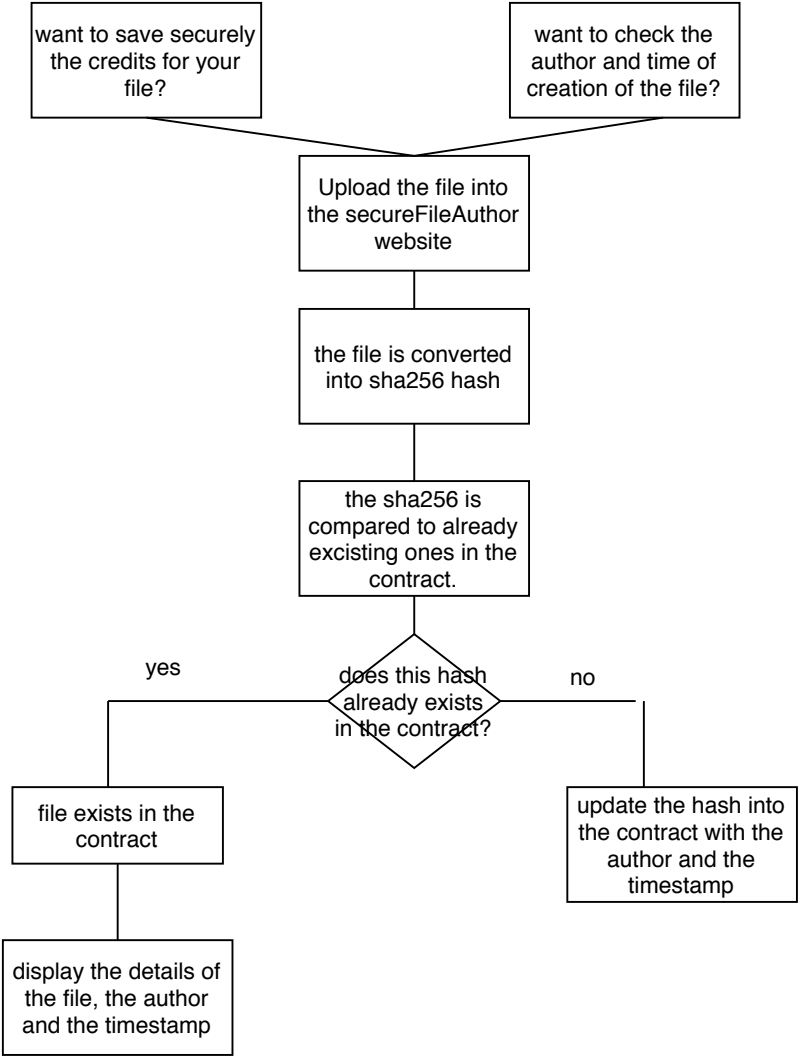 want to save securely
the credits for your
file?
want to check the
author and time of
creation of the file?
Upload the file into
the secureFileAuthor
website
the file is converted
into sha256 hash
the sha256 is
compared to already
excisting ones in the
contract.
does this hash
already exists
in the contract?
yes
no
file exists in the
contract
update the hash into
the contract with the
author and the
timestamp
display the details of
the file, the author
and the timestamp